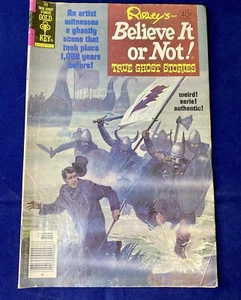 GOLD
KEY
An artist
witnesses
a ghastly
scene that
took place
1,000 years
before!
Ripley's
Believe It
or Not!
TRUE GHOST STORIES
weird!
eerie!
authentic!